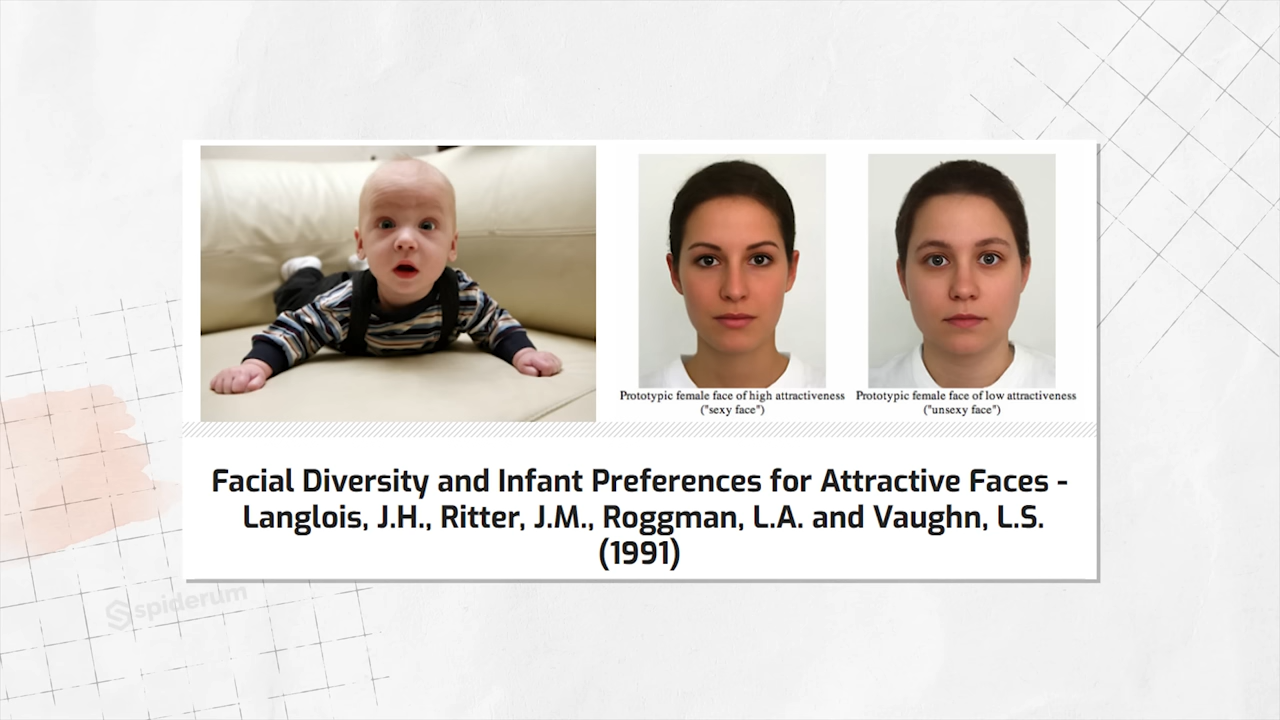 Prototypic female face of high attractiveness
("sexy face")
Prototypic female face of low attractiveness
("unsexy face")
Facial Diversity and Infant Preferences for Attractive Faces -
Langlois, J.H., Ritter, J.M., Roggman, L.A. and Vaughn, L.S.
(1991)
spiderum